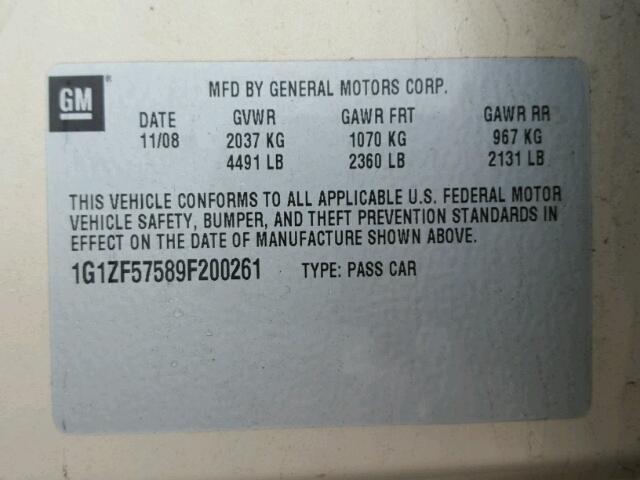 GM ®
MFD BY GENERAL MOTORS CORP.
DATE GVWR GAWR FRT GAWR RR
11/08 2037 KG 1070 KG 967 KG
4491 LB 2360 LB 2131 LB
THIS VEHICLE CONFORMS TO ALL APPLICABLE U.S. FEDERAL MOTOR
VEHICLE SAFETY, BUMPER, AND THEFT PREVENTION STANDARDS IN
EFFECT ON THE DATE OF MANUFACTURE SHOWN ABOVE.
1G1ZF57589F200261 TYPE: PASS CAR